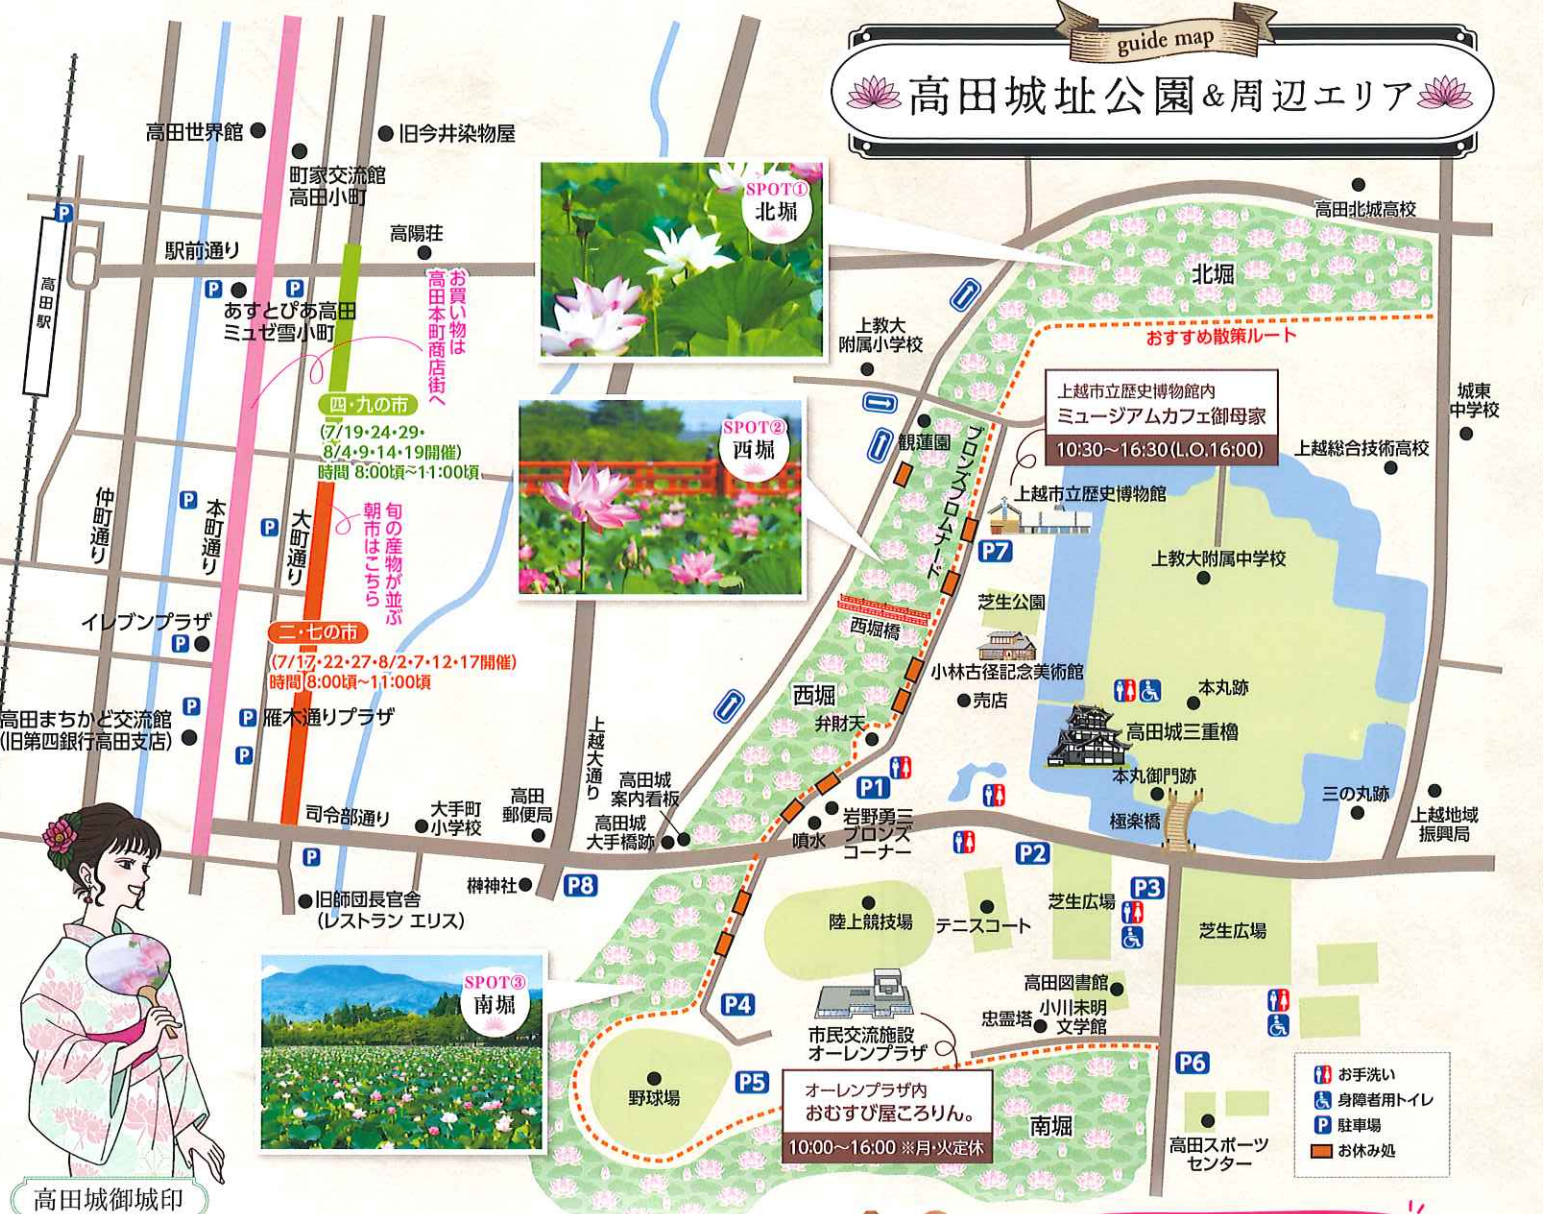 guide map
高田城址公園&周辺エリア
高田世界館
旧今井染物屋
町家交流館
高田小町
高陽荘
駅前通り
高田駅
P
P
P
あすとぴあ高田
ミュゼ雪小町
お買い物は
高田本町商店街へ
四・九の市
(7/19・24・29・
8/4・9・14・19開催)
時間 8:00頃~11:00頃
仲町通り
P
本町通り
P
大町通り
旬の産物が並ぶ
朝市はこちら
イレブンプラザ
P
二・七の市
(7/17・22・27・8/2・7・12・17開催)
時間 8:00頃~11:00頃
高田まちかど交流館
(旧第四銀行高田支店)
P
P
雁木通りプラザ
P
司令部通り
P
大手町
小学校
高田
郵便局
上越大通り
高田城
案内看板
高田城
大手橋跡
旧師団長官舎
(レストラン エリス)
榊神社
P8
SPOT①
北堀
SPOT②
西堀
SPOT③
南堀
高田北城高校
北堀
おすすめ散策ルート
上教大
附属小学校
観蓮園
ブロンズプロムナード
上越市立歴史博物館内
ミュージアムカフェ御母家
10:30~16:30(L.O.16:00)
城東
中学校
上越総合技術高校
上越市立歴史博物館
P7
上教大附属中学校
芝生公園
西堀橋
小林古径記念美術館
売店
西堀
弁財天
本丸跡
高田城三重櫓
本丸御門跡
極楽橋
三の丸跡
上越地域
振興局
P1
岩野勇三
ブロンズ
コーナー
噴水
P2
P3
陸上競技場
テニスコート
芝生広場
芝生広場
高田図書館
小川未明
文学館
忠霊塔
P4
市民交流施設
オーレンプラザ
野球場
P5
オーレンプラザ内
おむすび屋ころりん。
10:00~16:00 ※月・火定休
南堀
P6
高田スポーツ
センター
お手洗い
身障者用トイレ
P 駐車場
お休み処
高田城御城印